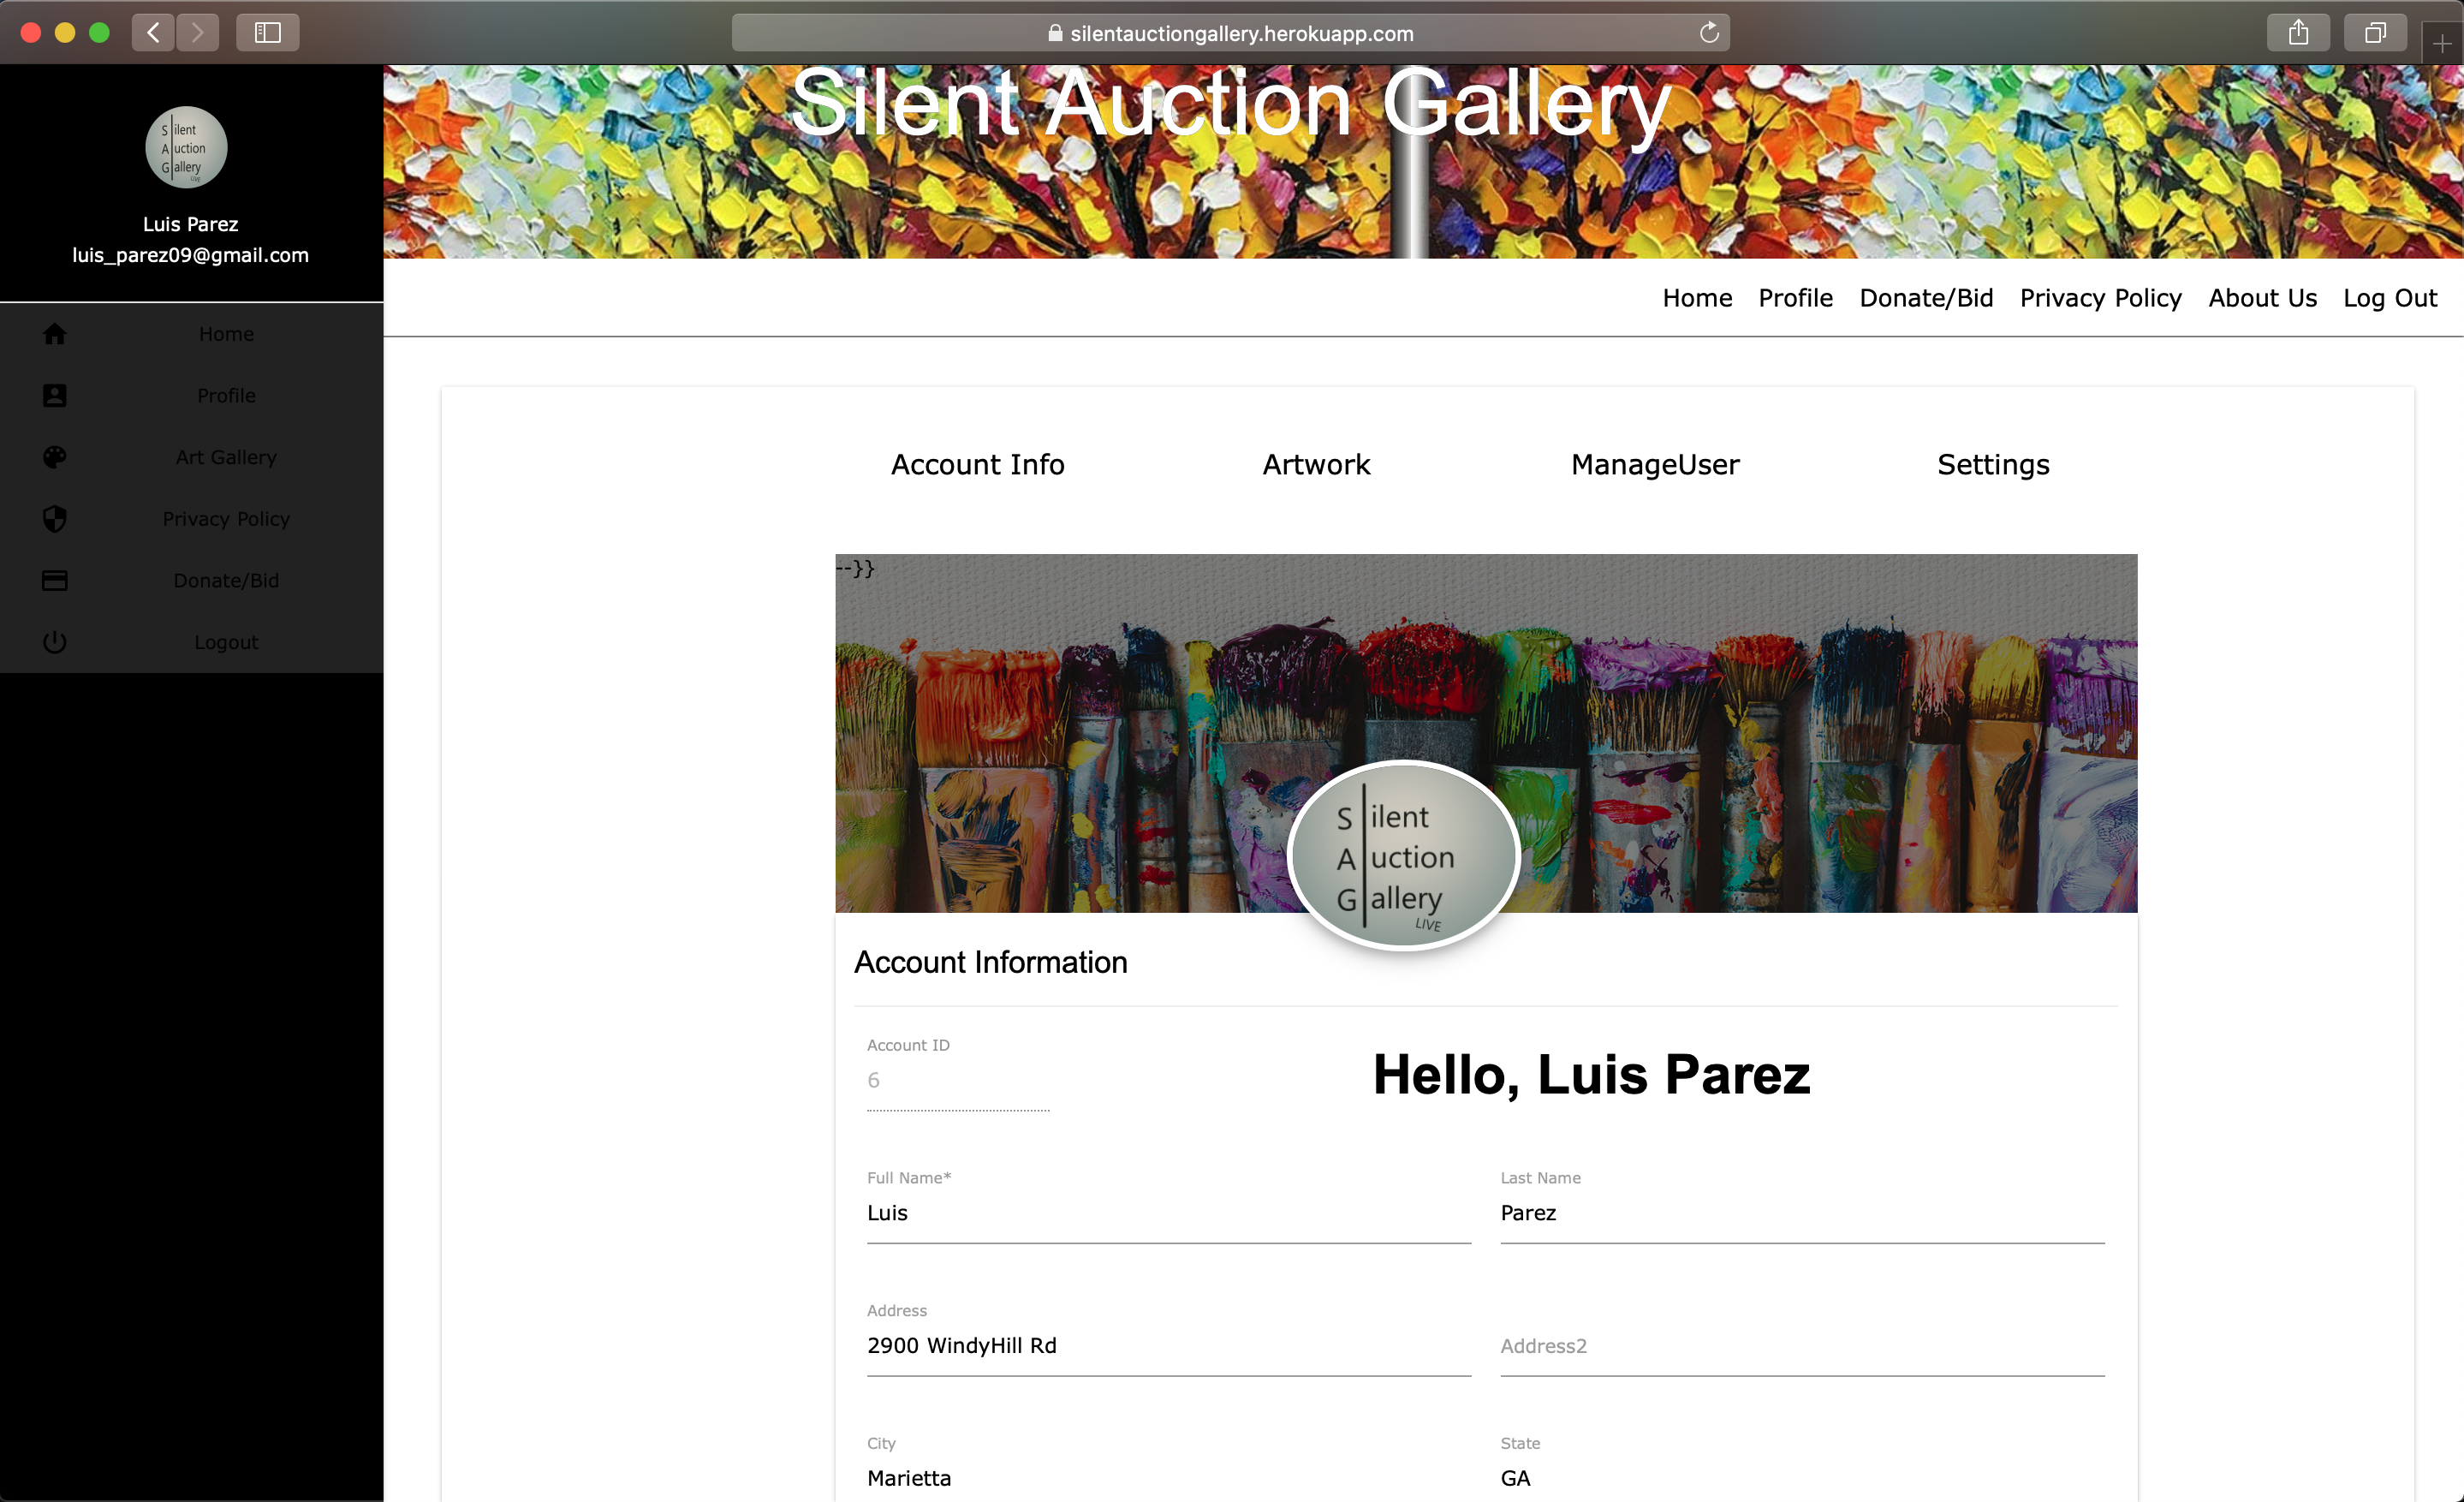 silentauctiongallery.herokuapp.com
Silent Auction Gallery
Silent
Auction
Gallery
LIVE
Luis Parez
luis_parez09@gmail.com
Home
Profile
Art Gallery
Privacy Policy
Donate/Bid
Logout
Home Profile Donate/Bid Privacy Policy About Us Log Out
Account Info Artwork ManageUser Settings
--}}
Silent
Auction
Gallery
LIVE
Account Information
Account ID
6
Hello, Luis Parez
Full Name* Last Name
Luis Parez
Address
2900 WindyHill Rd Address2
City State
Marietta GA